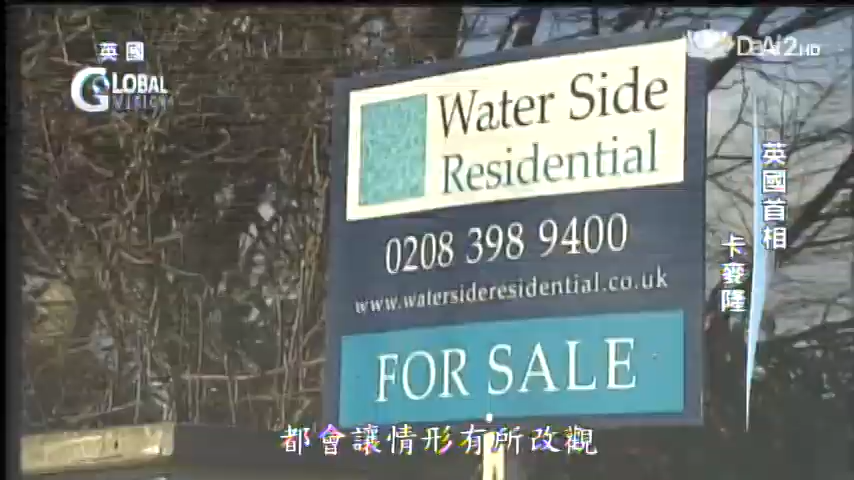 英國
GLOBAL
VISION
DaAi2HD
Water Side
Residential
0208 398 9400
www.watersideresidential.co.uk
FOR SALE
英國首相
卡麥隆
都會讓情形有所改觀